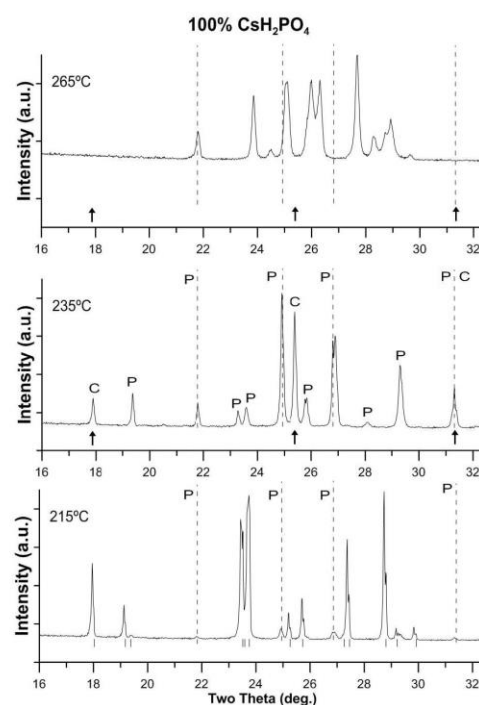 100% CsH₂PO₄
265ºC
Intensity (a.u.)
16 18 20 22 24 26 28 30 32
P P P P C
235ºC
C P P P C P P P
Intensity (a.u.)
16 18 20 22 24 26 28 30 32
P P P P
215ºC
Intensity (a.u.)
16 18 20 22 24 26 28 30 32
Two Theta (deg.)